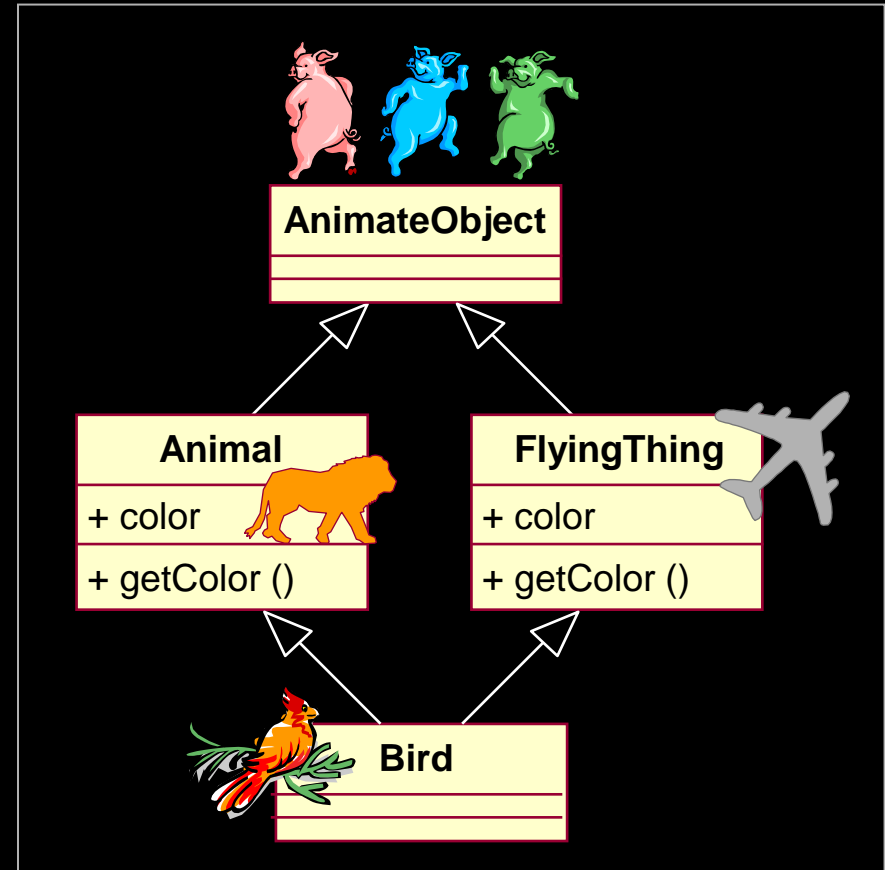 AnimateObject
Animal
FlyingThing
+ color
+ color
+ getColor ()
+ getColor ()
Bird